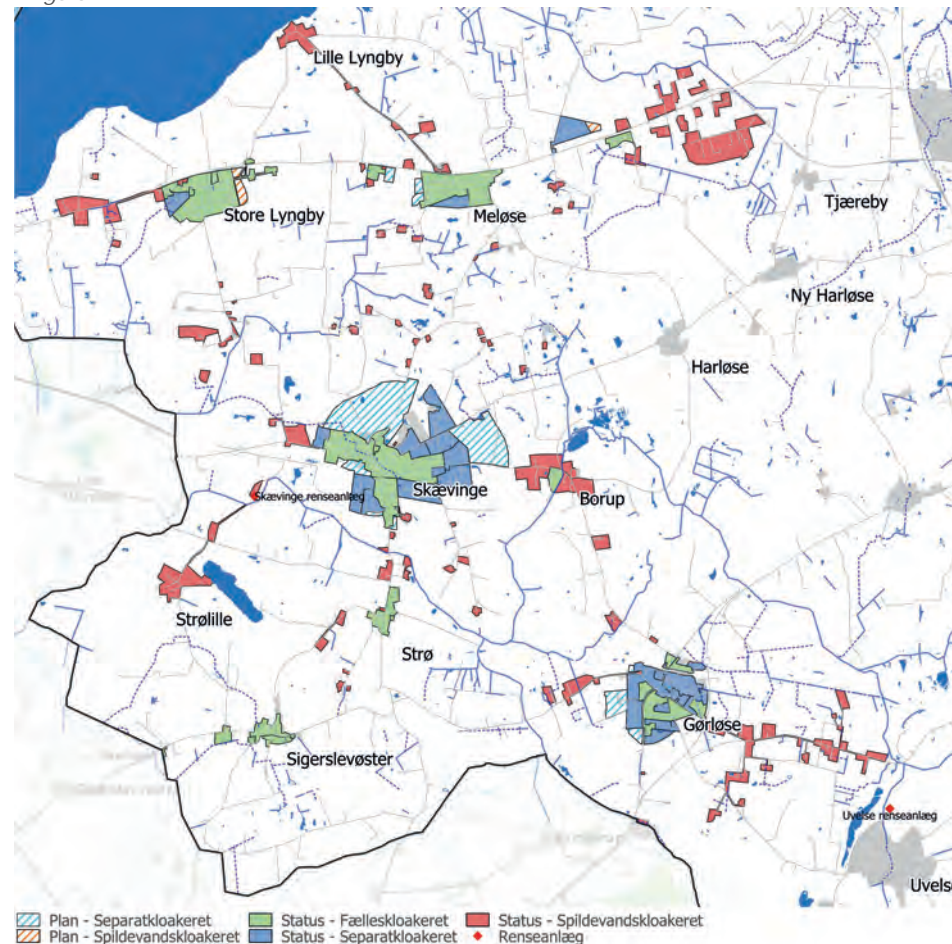 Lille Lyngby
Store Lyngby
Meløse
Tjæreby
Ny Harløse
Harløse
Skævinge
Skævinge renseanlæg
Borup
Strølille
Strø
Gørløse
Sigerslevøster
Uvelse renseanlæg
Uvelse
Plan - Separatkloakeret
Status - Fælleskloakeret
Status - Spildevandskloakeret
Plan - Spildevandskloakeret
Status - Separatkloakeret
Renseanlæg